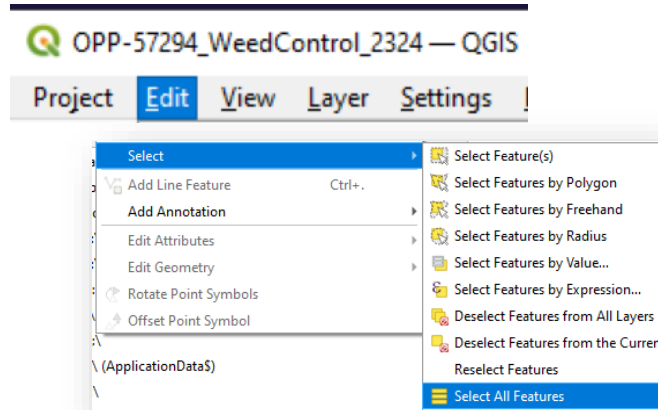 OPP-57294_WeedControl_2324 — QGIS
Project Edit View Layer Settings
Select
Add Line Feature Ctrl+.
Add Annotation
Edit Attributes
Edit Geometry
Rotate Point Symbols
Offset Point Symbol
:\
\ (ApplicationData$)
\
Select Feature(s)
Select Features by Polygon
Select Features by Freehand
Select Features by Radius
Select Features by Value...
Select Features by Expression...
Deselect Features from All Layers
Deselect Features from the Curren
Reselect Features
Select All Features